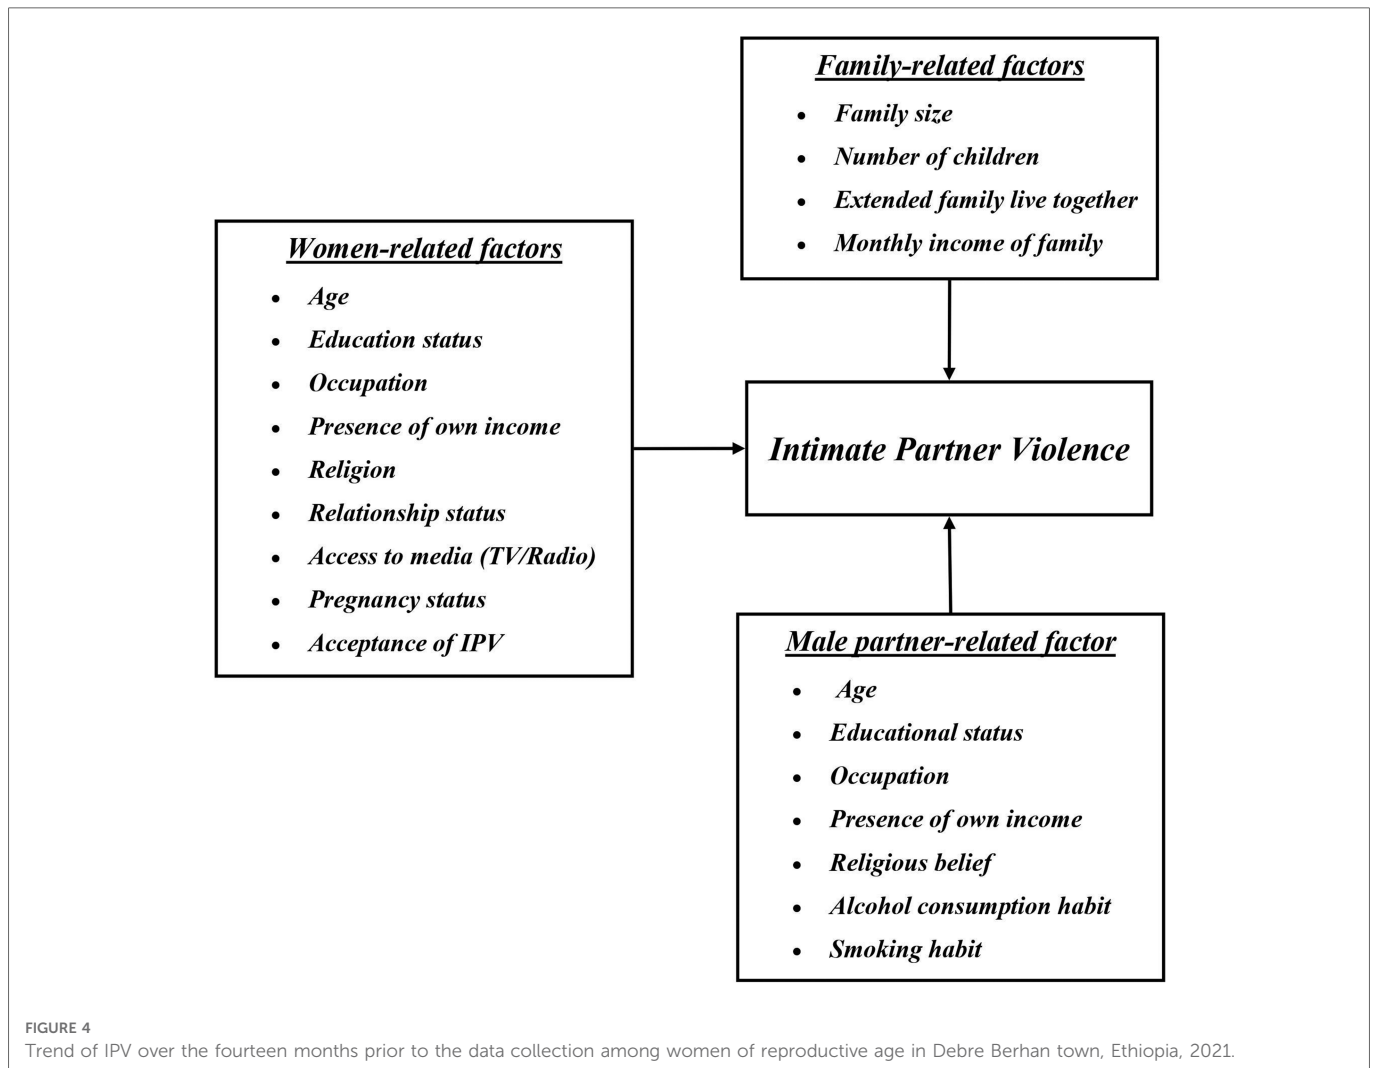 Family-related factors
• Family size
• Number of children
• Extended family live together
• Monthly income of family
Women-related factors
• Age
• Education status
• Occupation
• Presence of own income
• Religion
• Relationship status
• Access to media (TV/Radio)
• Pregnancy status
• Acceptance of IPV
Intimate Partner Violence
Male partner-related factor
• Age
• Educational status
• Occupation
• Presence of own income
• Religious belief
• Alcohol consumption habit
• Smoking habit
FIGURE 4
Trend of IPV over the fourteen months prior to the data collection among women of reproductive age in Debre Berhan town, Ethiopia, 2021.